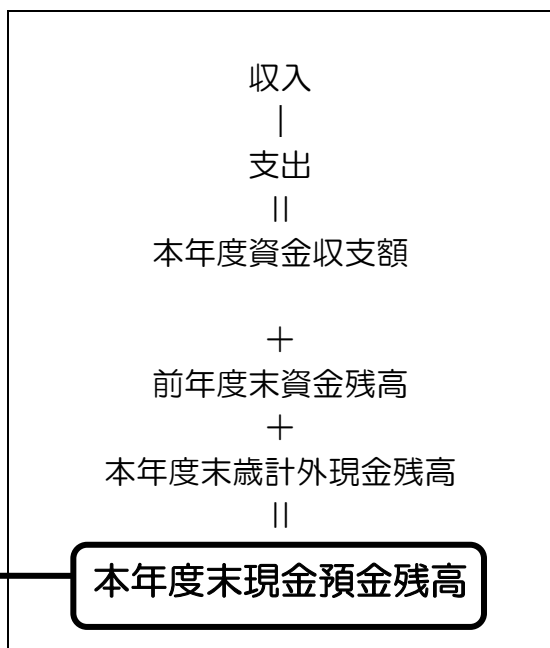 収入
|
支出
||
本年度資金収支額
＋
前年度末資金残高
＋
本年度末歳計外現金残高
||
本年度末現金預金残高